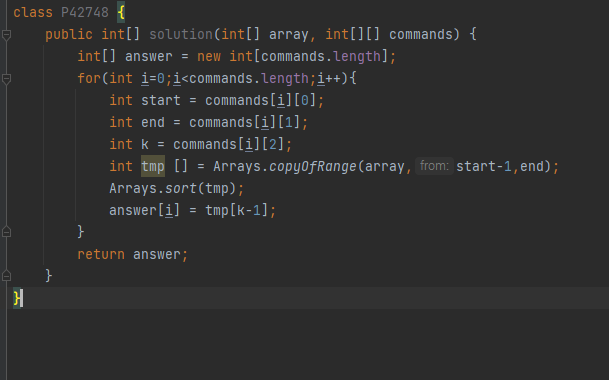 class P42748 {
    public int[] solution(int[] array, int[][] commands) {
        int[] answer = new int[commands.length];
        for(int i=0;i<commands.length;i++){
            int start = commands[i][0];
            int end = commands[i][1];
            int k = commands[i][2];
            int tmp [] = Arrays.copyOfRange(array, from: start-1,end);
            Arrays.sort(tmp);
            answer[i] = tmp[k-1];
        }
        return answer;
    }
}